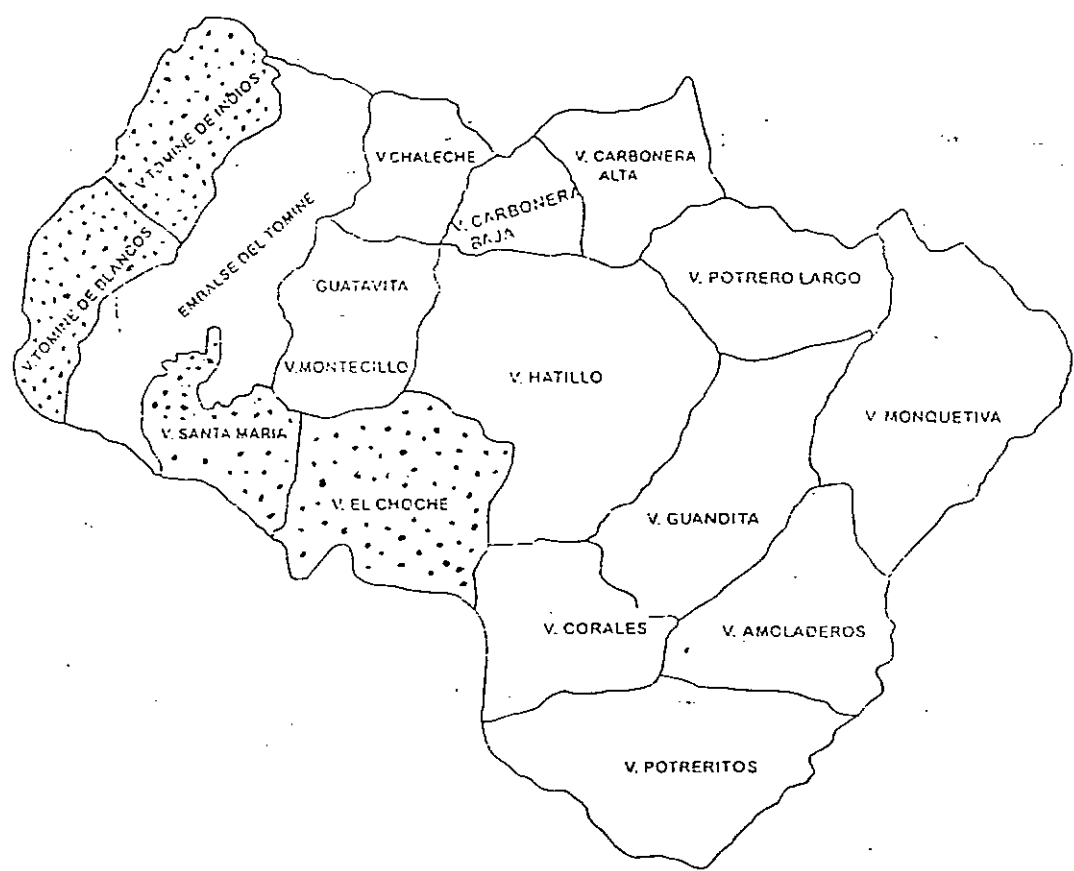 V. TOMINE DE INDIOS
V. CHALECHE
V. CARBONERA
ALTA
V. CARBONERA
BAJA
V. TOMINE DE BLANCOS
EMBALSE DEL TOMINE
GUATAVITA
V. POTRERO LARGO
V. MONTECILLO
V. HATILLO
V. MONQUETIVA
V. SANTA MARIA
V. EL CHOCHE
V. GUANDITA
V. CORALES
V. AMOLADEROS
V. POTRERITOS